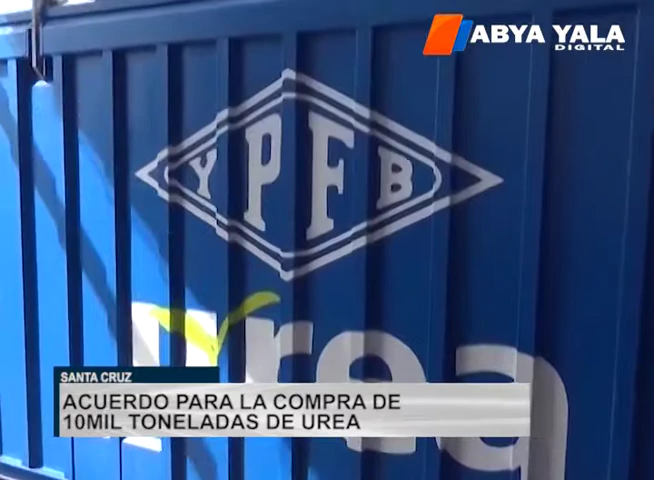 ABYA YALA
DIGITAL
YPFB
urea
SANTA CRUZ
ACUERDO PARA LA COMPRA DE
10MIL TONELADAS DE UREA